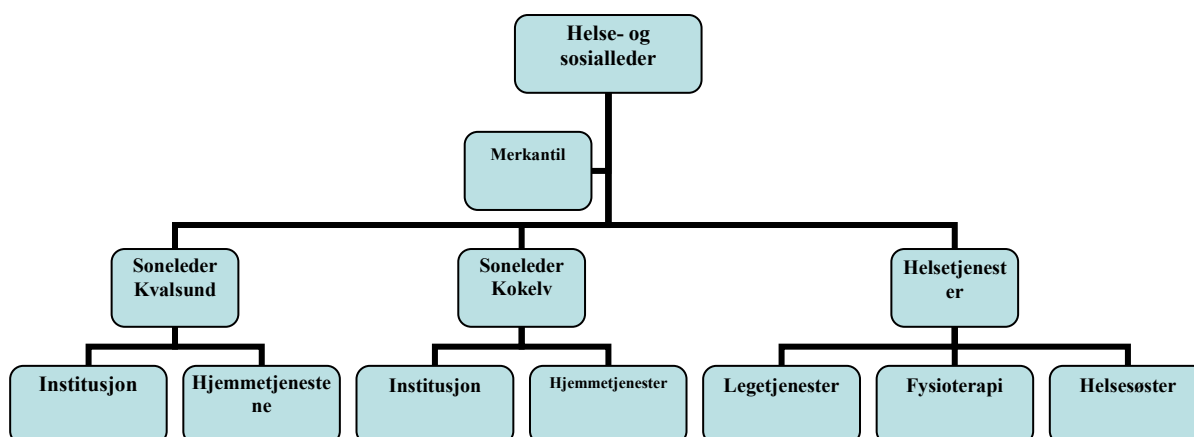 Helse- og
sosialleder
Merkantil
Soneleder
Kvalsund
Soneleder
Kokelv
Helsetjenest
er
Institusjon
Hjemmetjeneste
ne
Institusjon
Hjemmetjenester
Legetjenester
Fysioterapi
Helsesøster